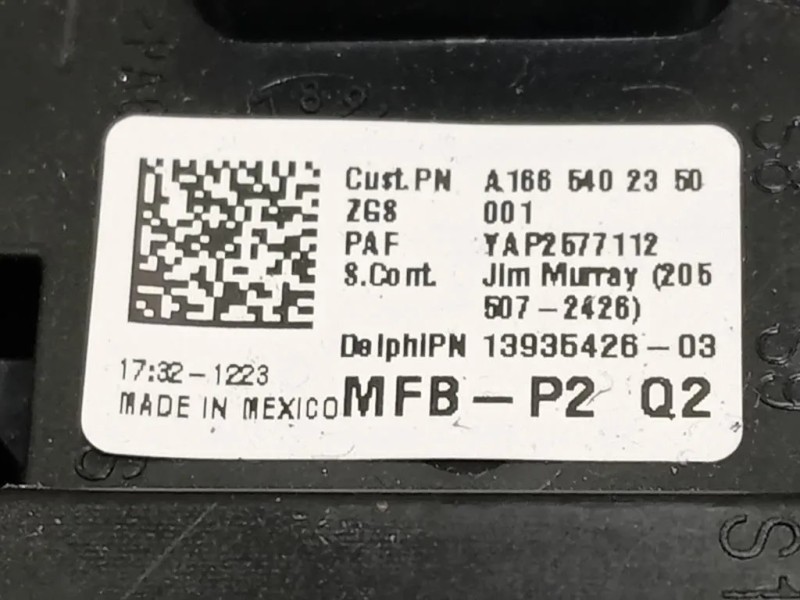 Cust.PN A 166 540 23 50
ZGS 001
PAF YAP2577112
S.Cont. Jim Murray (205
507-2426)
DelphiPN 13935426-03
17:32-1223
MADE IN MEXICO MFB-P2 Q2